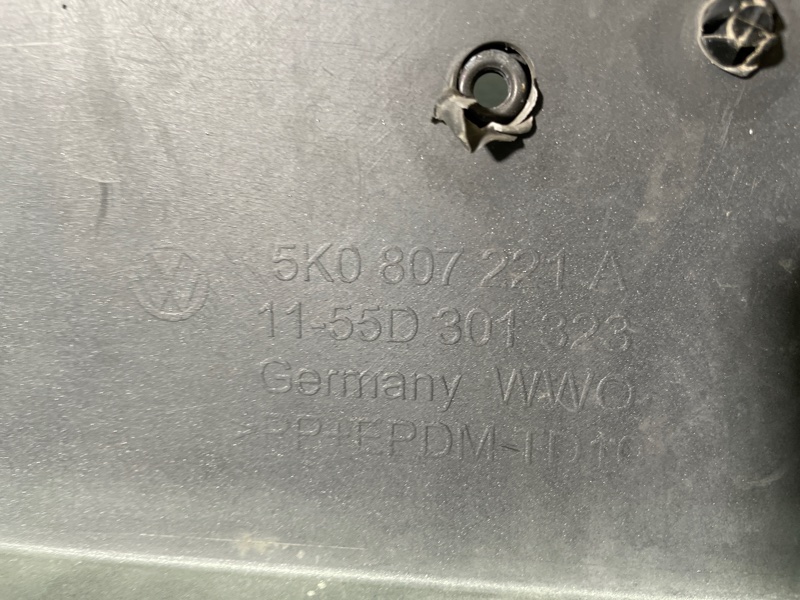 5K0 807 221 A
11-55D 301 323
Germany WWO
>PP+EPDM-TD10